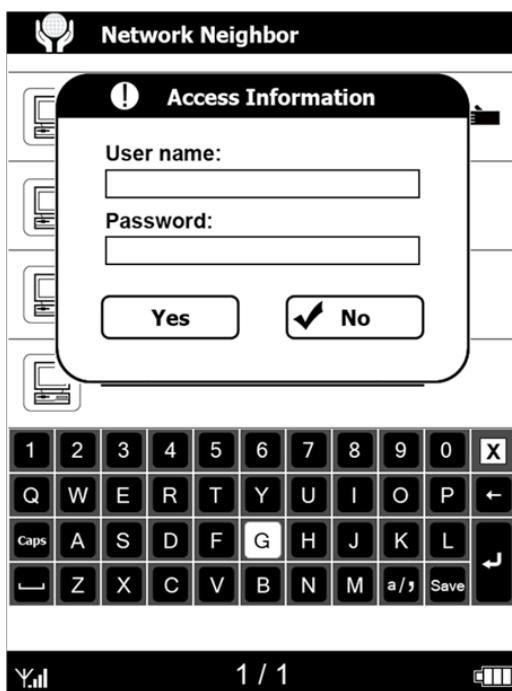 Network Neighbor
Access Information
User name:
Password:
Yes No
1 2 3 4 5 6 7 8 9 0 X
Q W E R T Y U I O P ←
Caps A S D F G H J K L ↵
Z X C V B N M a/, Save
1 / 1